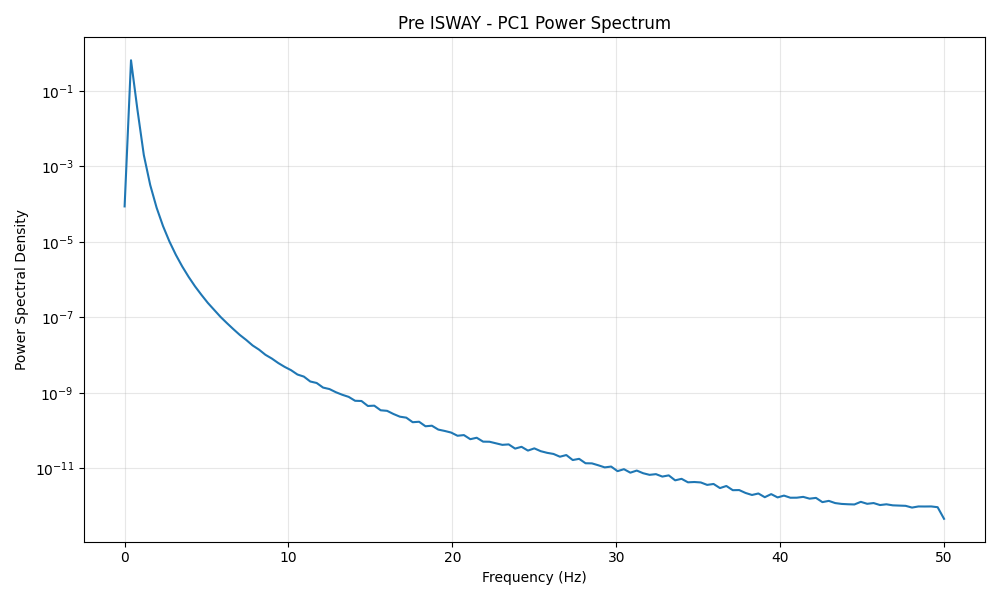 Pre ISWAY - PC1 Power Spectrum
Power Spectral Density
10⁻¹
10⁻³
10⁻⁵
10⁻⁷
10⁻⁹
10⁻¹¹
0 10 20 30 40 50
Frequency (Hz)